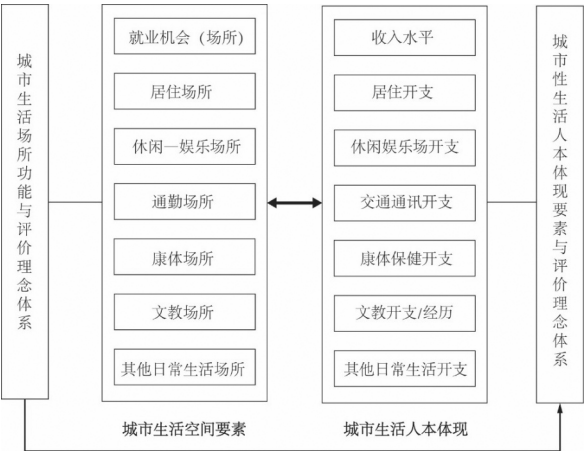 城市生活场所功能与评价理念体系
就业机会（场所）
居住场所
休闲—娱乐场所
通勤场所
康体场所
文教场所
其他日常生活场所
城市生活空间要素
收入水平
居住开支
休闲娱乐场开支
交通通讯开支
康体保健开支
文教开支/经历
其他日常生活开支
城市生活人本体现
城市性生活人本体现要素与评价理念体系